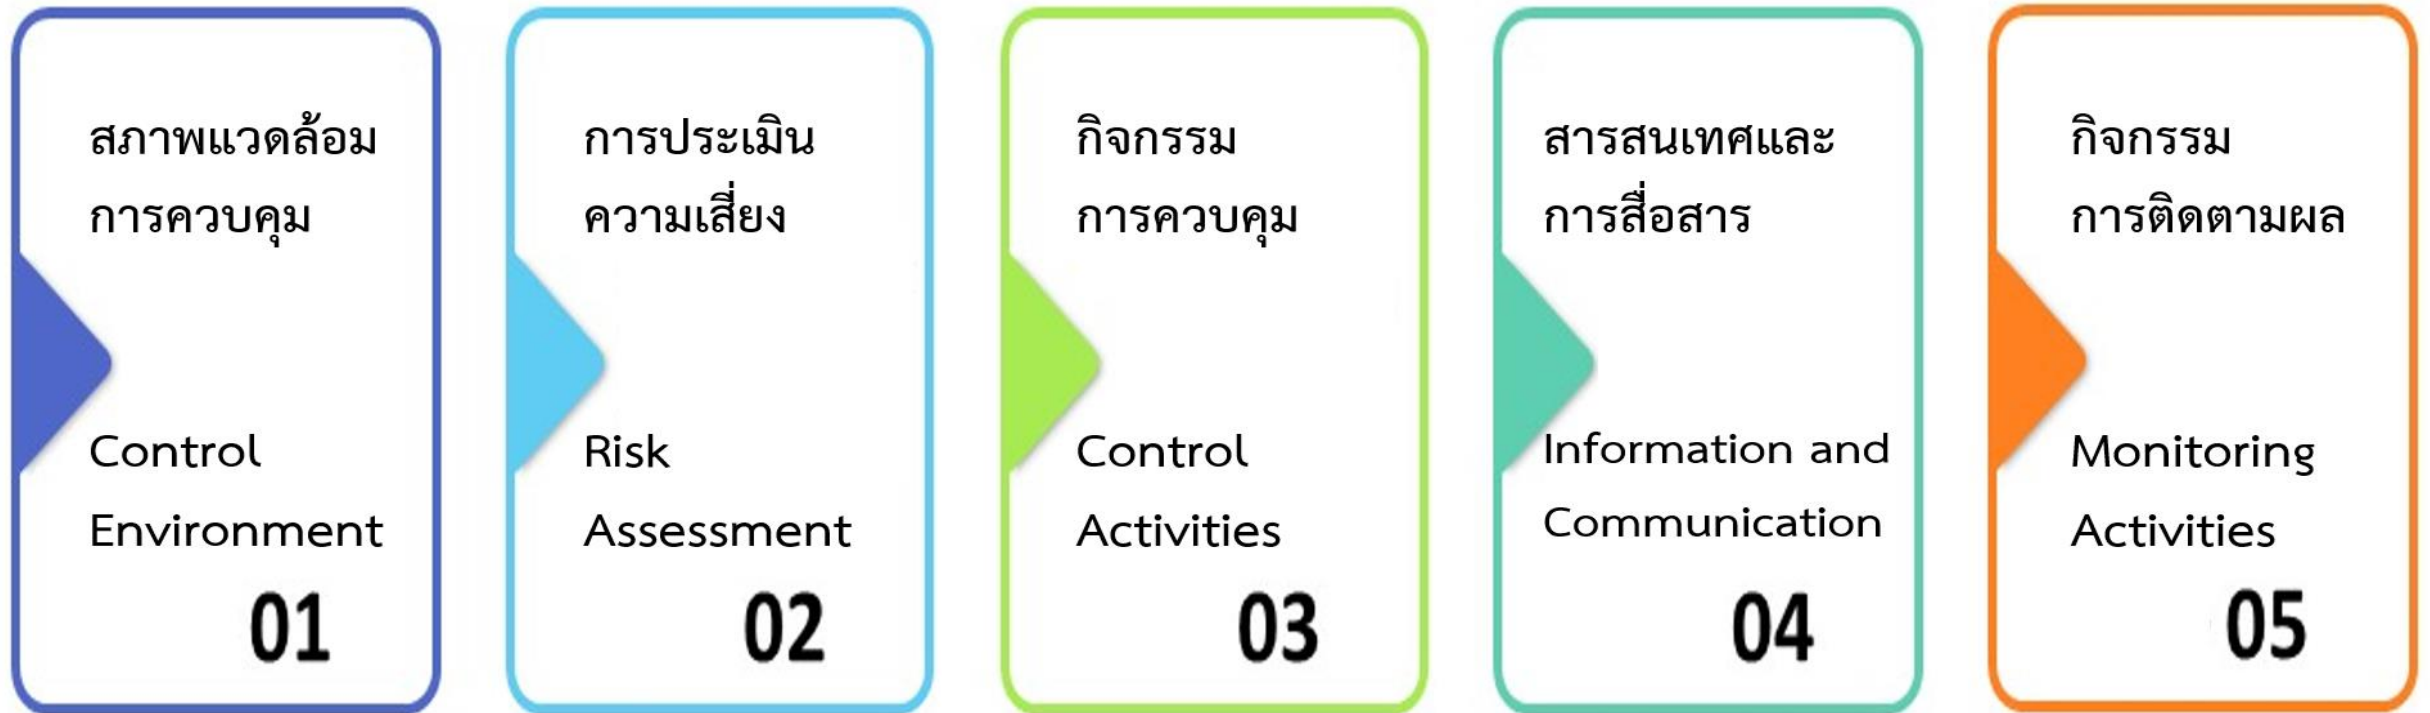 สภาพแวดล้อม
การควบคุม
Control
Environment
01
การประเมิน
ความเสี่ยง
Risk
Assessment
02
กิจกรรม
การควบคุม
Control
Activities
03
สารสนเทศและ
การสื่อสาร
Information and
Communication
04
กิจกรรม
การติดตามผล
Monitoring
Activities
05